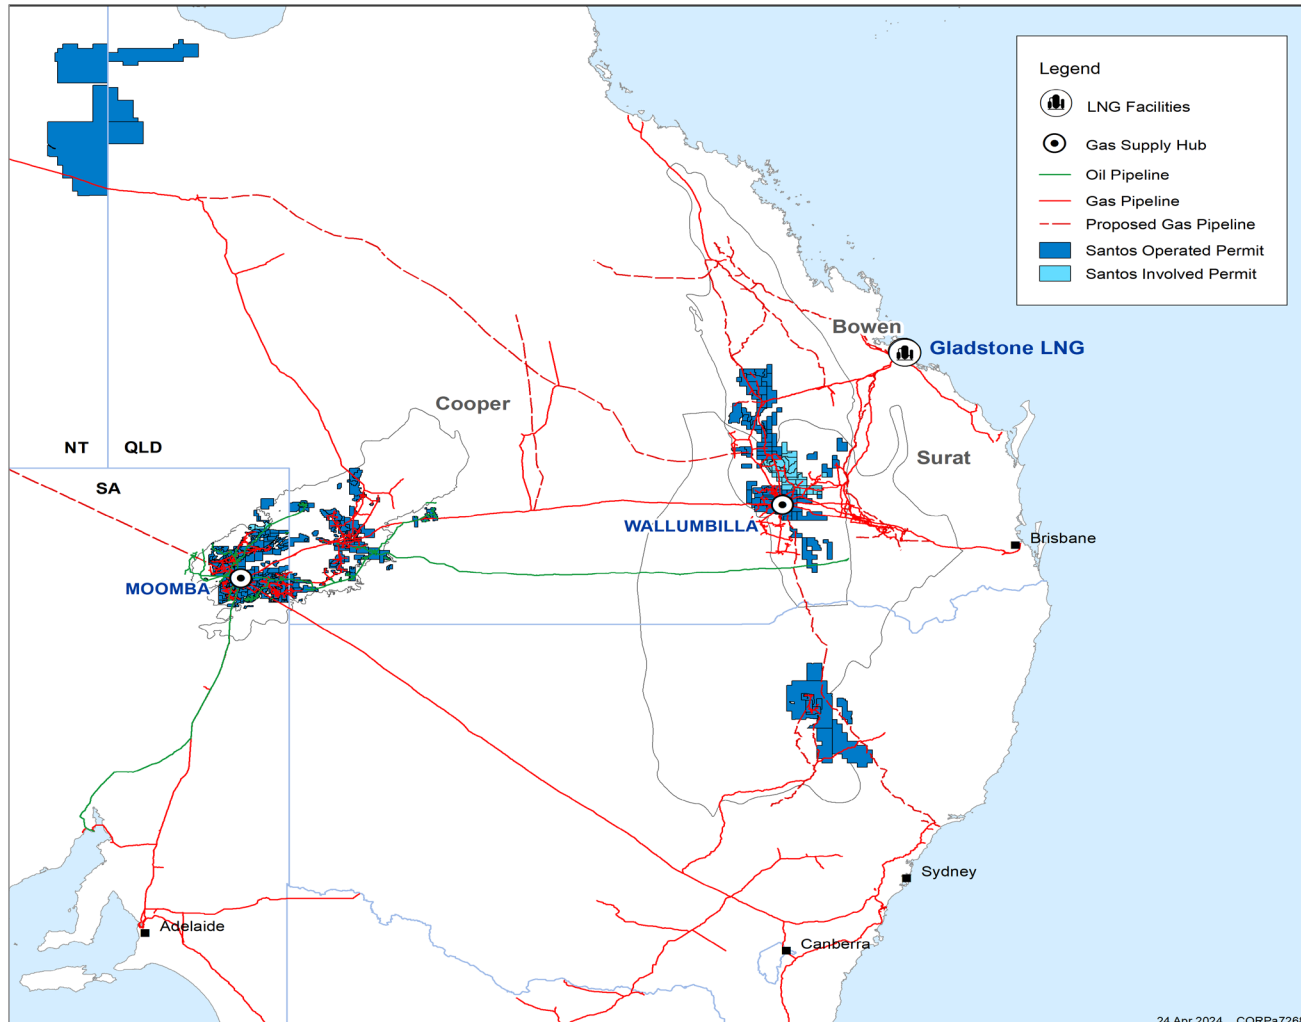 Legend
LNG Facilities
Gas Supply Hub
Oil Pipeline
Gas Pipeline
Proposed Gas Pipeline
Santos Operated Permit
Santos Involved Permit
Bowen
Gladstone LNG
Cooper
NT QLD
Surat
SA
WALLUMBILLA
Brisbane
MOOMBA
Sydney
Adelaide
Canberra
24 Apr 2024